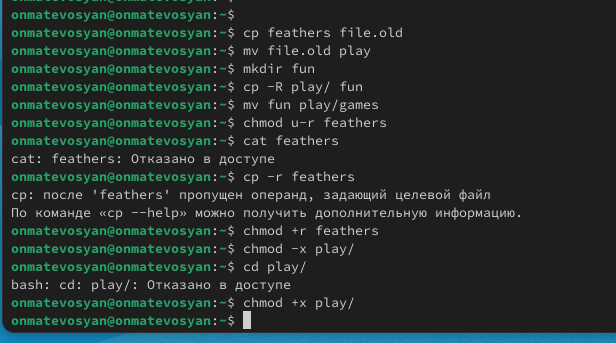 onmatevosyan@onmatevosyan:~$
onmatevosyan@onmatevosyan:~$ cp feathers file.old
onmatevosyan@onmatevosyan:~$ mv file.old play
onmatevosyan@onmatevosyan:~$ mkdir fun
onmatevosyan@onmatevosyan:~$ cp -R play/ fun
onmatevosyan@onmatevosyan:~$ mv fun play/games
onmatevosyan@onmatevosyan:~$ chmod u-r feathers
onmatevosyan@onmatevosyan:~$ cat feathers
cat: feathers: Отказано в доступе
onmatevosyan@onmatevosyan:~$ cp -r feathers
cp: после 'feathers' пропущен операнд, задающий целевой файл
По команде «cp --help» можно получить дополнительную информацию.
onmatevosyan@onmatevosyan:~$ chmod +r feathers
onmatevosyan@onmatevosyan:~$ chmod -x play/
onmatevosyan@onmatevosyan:~$ cd play/
bash: cd: play/: Отказано в доступе
onmatevosyan@onmatevosyan:~$ chmod +x play/
onmatevosyan@onmatevosyan:~$